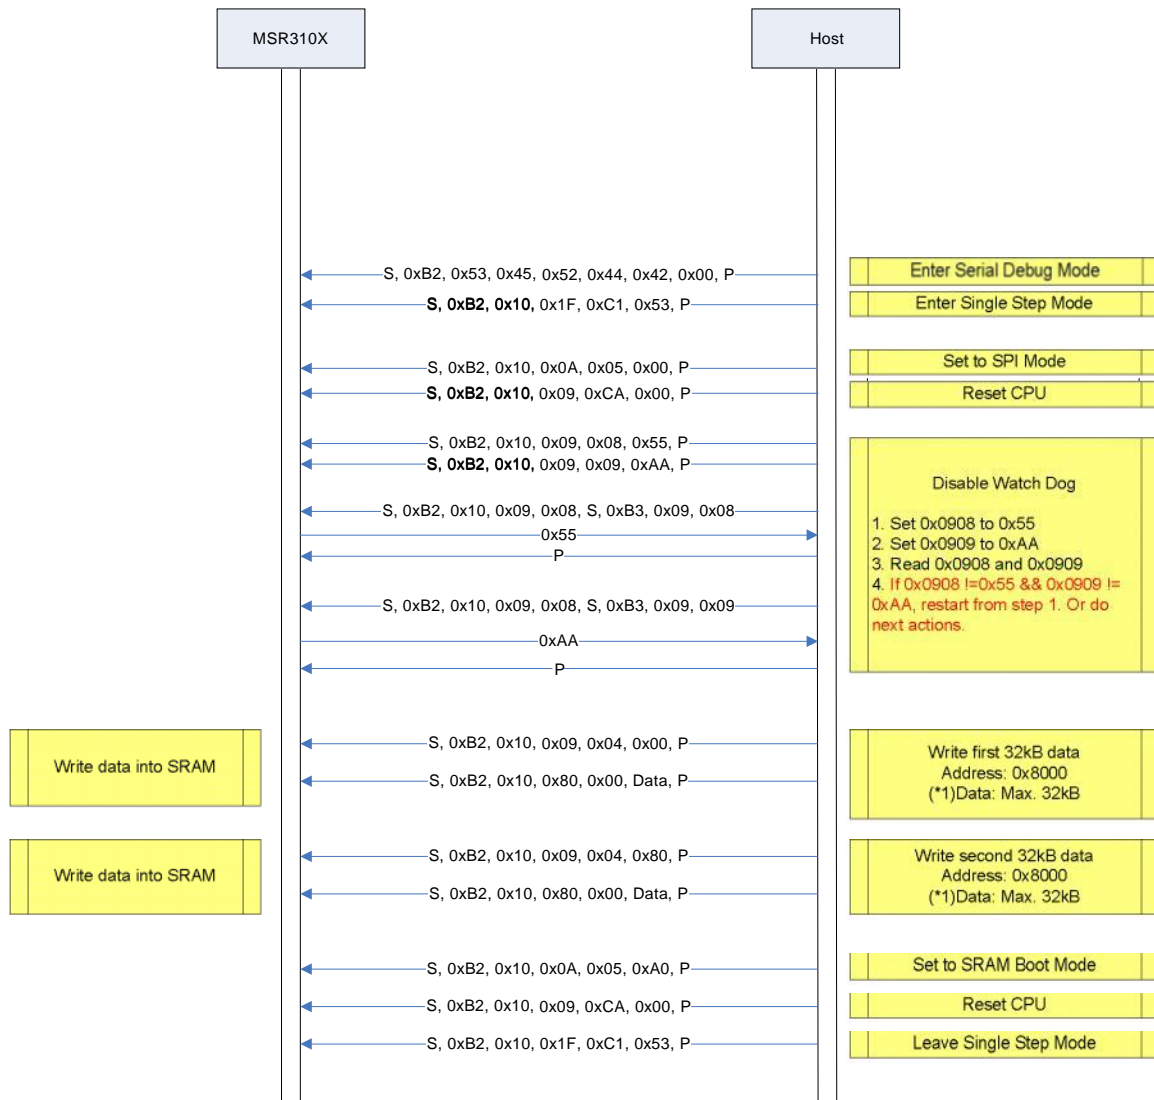 MSR310X
Host
S, 0xB2, 0x53, 0x45, 0x52, 0x44, 0x42, 0x00, P
Enter Serial Debug Mode
S, 0xB2, 0x10, 0x1F, 0xC1, 0x53, P
Enter Single Step Mode
S, 0xB2, 0x10, 0x0A, 0x05, 0x00, P
Set to SPI Mode
S, 0xB2, 0x10, 0x09, 0xCA, 0x00, P
Reset CPU
S, 0xB2, 0x10, 0x09, 0x08, 0x55, P
S, 0xB2, 0x10, 0x09, 0x09, 0xAA, P
S, 0xB2, 0x10, 0x09, 0x08, S, 0xB3, 0x09, 0x08
0x55
P
S, 0xB2, 0x10, 0x09, 0x08, S, 0xB3, 0x09, 0x09
0xAA
P
Disable Watch Dog
1. Set 0x0908 to 0x55
2. Set 0x0909 to 0xAA
3. Read 0x0908 and 0x0909
4. If 0x0908 !=0x55 && 0x0909 !=
0xAA, restart from step 1. Or do
next actions.
Write data into SRAM
S, 0xB2, 0x10, 0x09, 0x04, 0x00, P
S, 0xB2, 0x10, 0x80, 0x00, Data, P
Write first 32kB data
Address: 0x8000
(*1)Data: Max. 32kB
Write data into SRAM
S, 0xB2, 0x10, 0x09, 0x04, 0x80, P
S, 0xB2, 0x10, 0x80, 0x00, Data, P
Write second 32kB data
Address: 0x8000
(*1)Data: Max. 32kB
S, 0xB2, 0x10, 0x0A, 0x05, 0xA0, P
Set to SRAM Boot Mode
S, 0xB2, 0x10, 0x09, 0xCA, 0x00, P
Reset CPU
S, 0xB2, 0x10, 0x1F, 0xC1, 0x53, P
Leave Single Step Mode